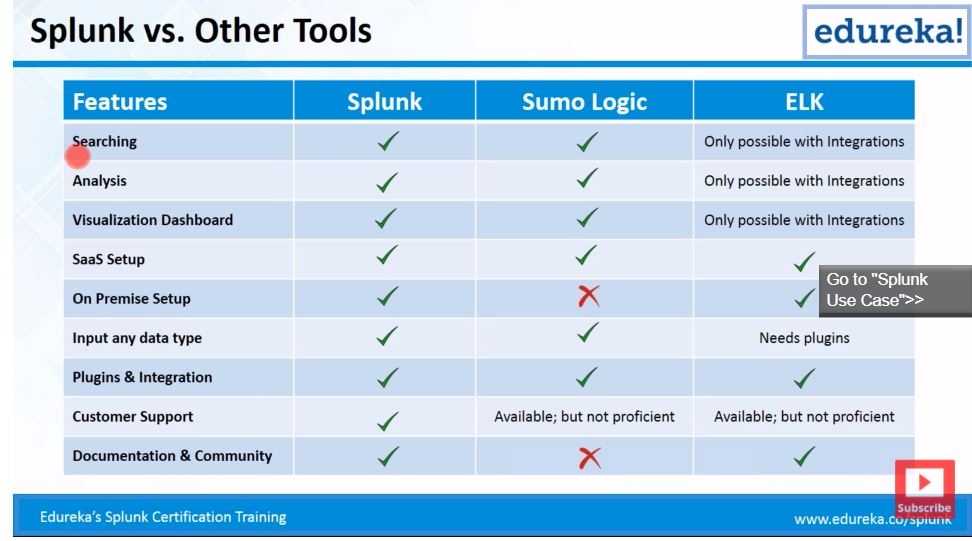 Splunk vs. Other Tools
edureka!
Features Splunk Sumo Logic ELK
Searching ✓ ✓ Only possible with Integrations
Analysis ✓ ✓ Only possible with Integrations
Visualization Dashboard ✓ ✓ Only possible with Integrations
SaaS Setup ✓ ✓ ✓
Go to "Splunk
Use Case">>
On Premise Setup ✓ ✗ ✓
Input any data type ✓ ✓ Needs plugins
Plugins & Integration ✓ ✓ ✓
Customer Support ✓ Available; but not proficient Available; but not proficient
Documentation & Community ✓ ✗ ✓
Subscribe
Edureka's Splunk Certification Training
www.edureka.co/splunk